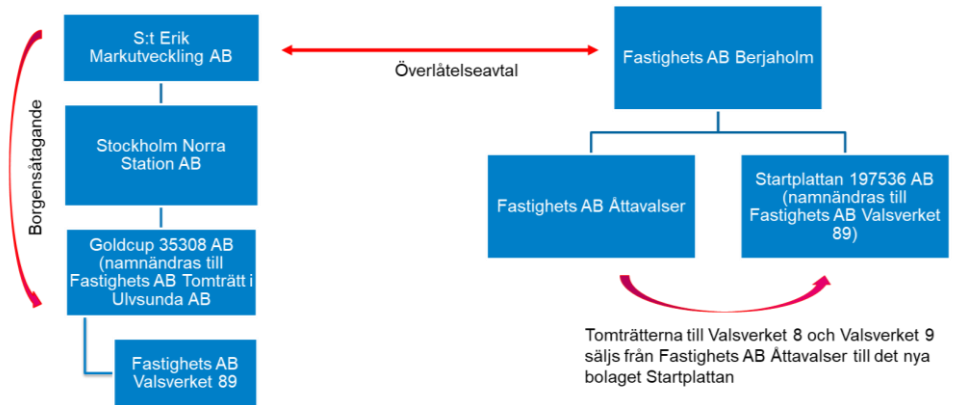 S:t Erik
Markutveckling AB
Överlåtelseavtal
Fastighets AB Berjaholm
Borgensåtagande
Stockholm Norra
Station AB
Goldcup 35308 AB
(namnändras till
Fastighets AB Tomträtt i
Ulvsunda AB
Fastighets AB
Valsverket 89
Fastighets AB Åttavalser
Startplattan 197536 AB
(namnändras till
Fastighets AB Valsverket
89)
Tomträtterna till Valsverket 8 och Valsverket 9
säljs från Fastighets AB Åttavalser till det nya
bolaget Startplattan